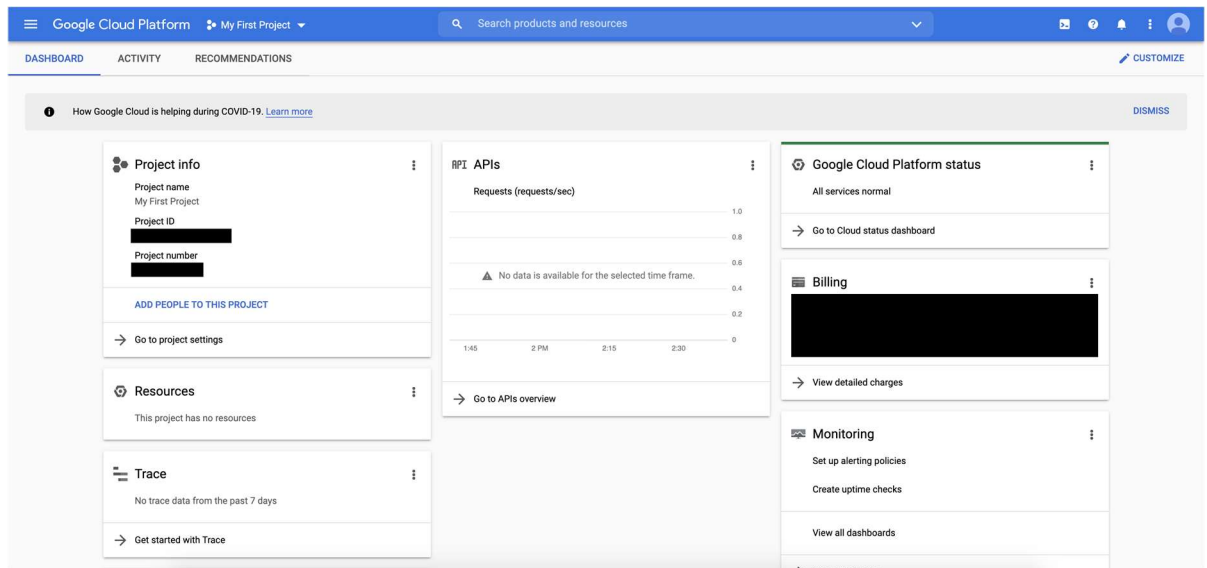 Google Cloud Platform
My First Project
Search products and resources
DASHBOARD
ACTIVITY
RECOMMENDATIONS
CUSTOMIZE
How Google Cloud is helping during COVID-19. Learn more
DISMISS
Project info
Project name
My First Project
Project ID
Project number
ADD PEOPLE TO THIS PROJECT
Go to project settings
Resources
This project has no resources
Trace
No trace data from the past 7 days
Get started with Trace
API APIs
Requests (requests/sec)
1.0
0.8
0.6
No data is available for the selected time frame.
0.4
0.2
0
1:45 2 PM 2:15 2:30
Go to APIs overview
Google Cloud Platform status
All services normal
Go to Cloud status dashboard
Billing
View detailed charges
Monitoring
Set up alerting policies
Create uptime checks
View all dashboards